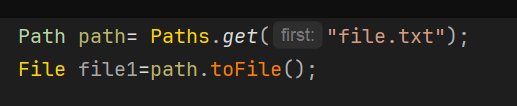 Path path= Paths.get( first: "file.txt");
File file1=path.toFile();